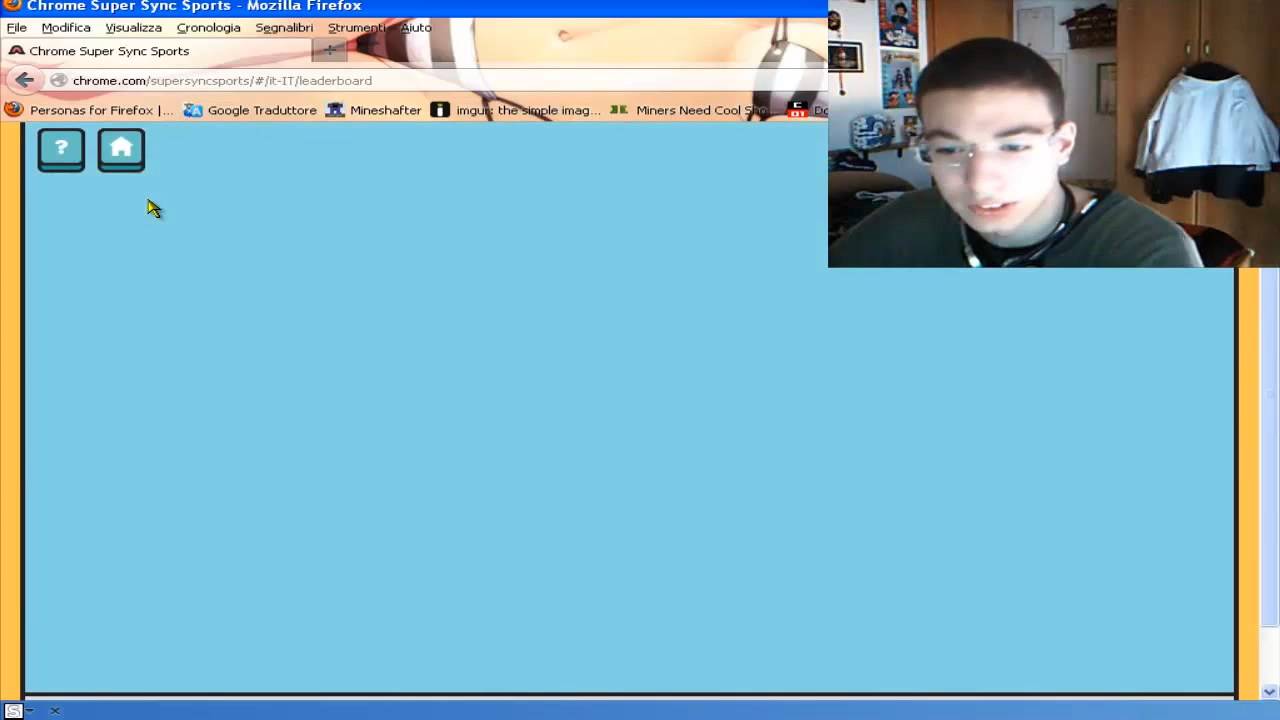 Chrome Super Sync Sports - Mozilla Firefox
File Modifica Visualizza Cronologia Segnalibri Strumenti Aiuto
Chrome Super Sync Sports +
chrome.com/supersyncsports/#/it-IT/leaderboard
Personas for Firefox |... Google Traduttore Mineshafter imgur: the simple imag... Miners Need Cool Sho...
?
S